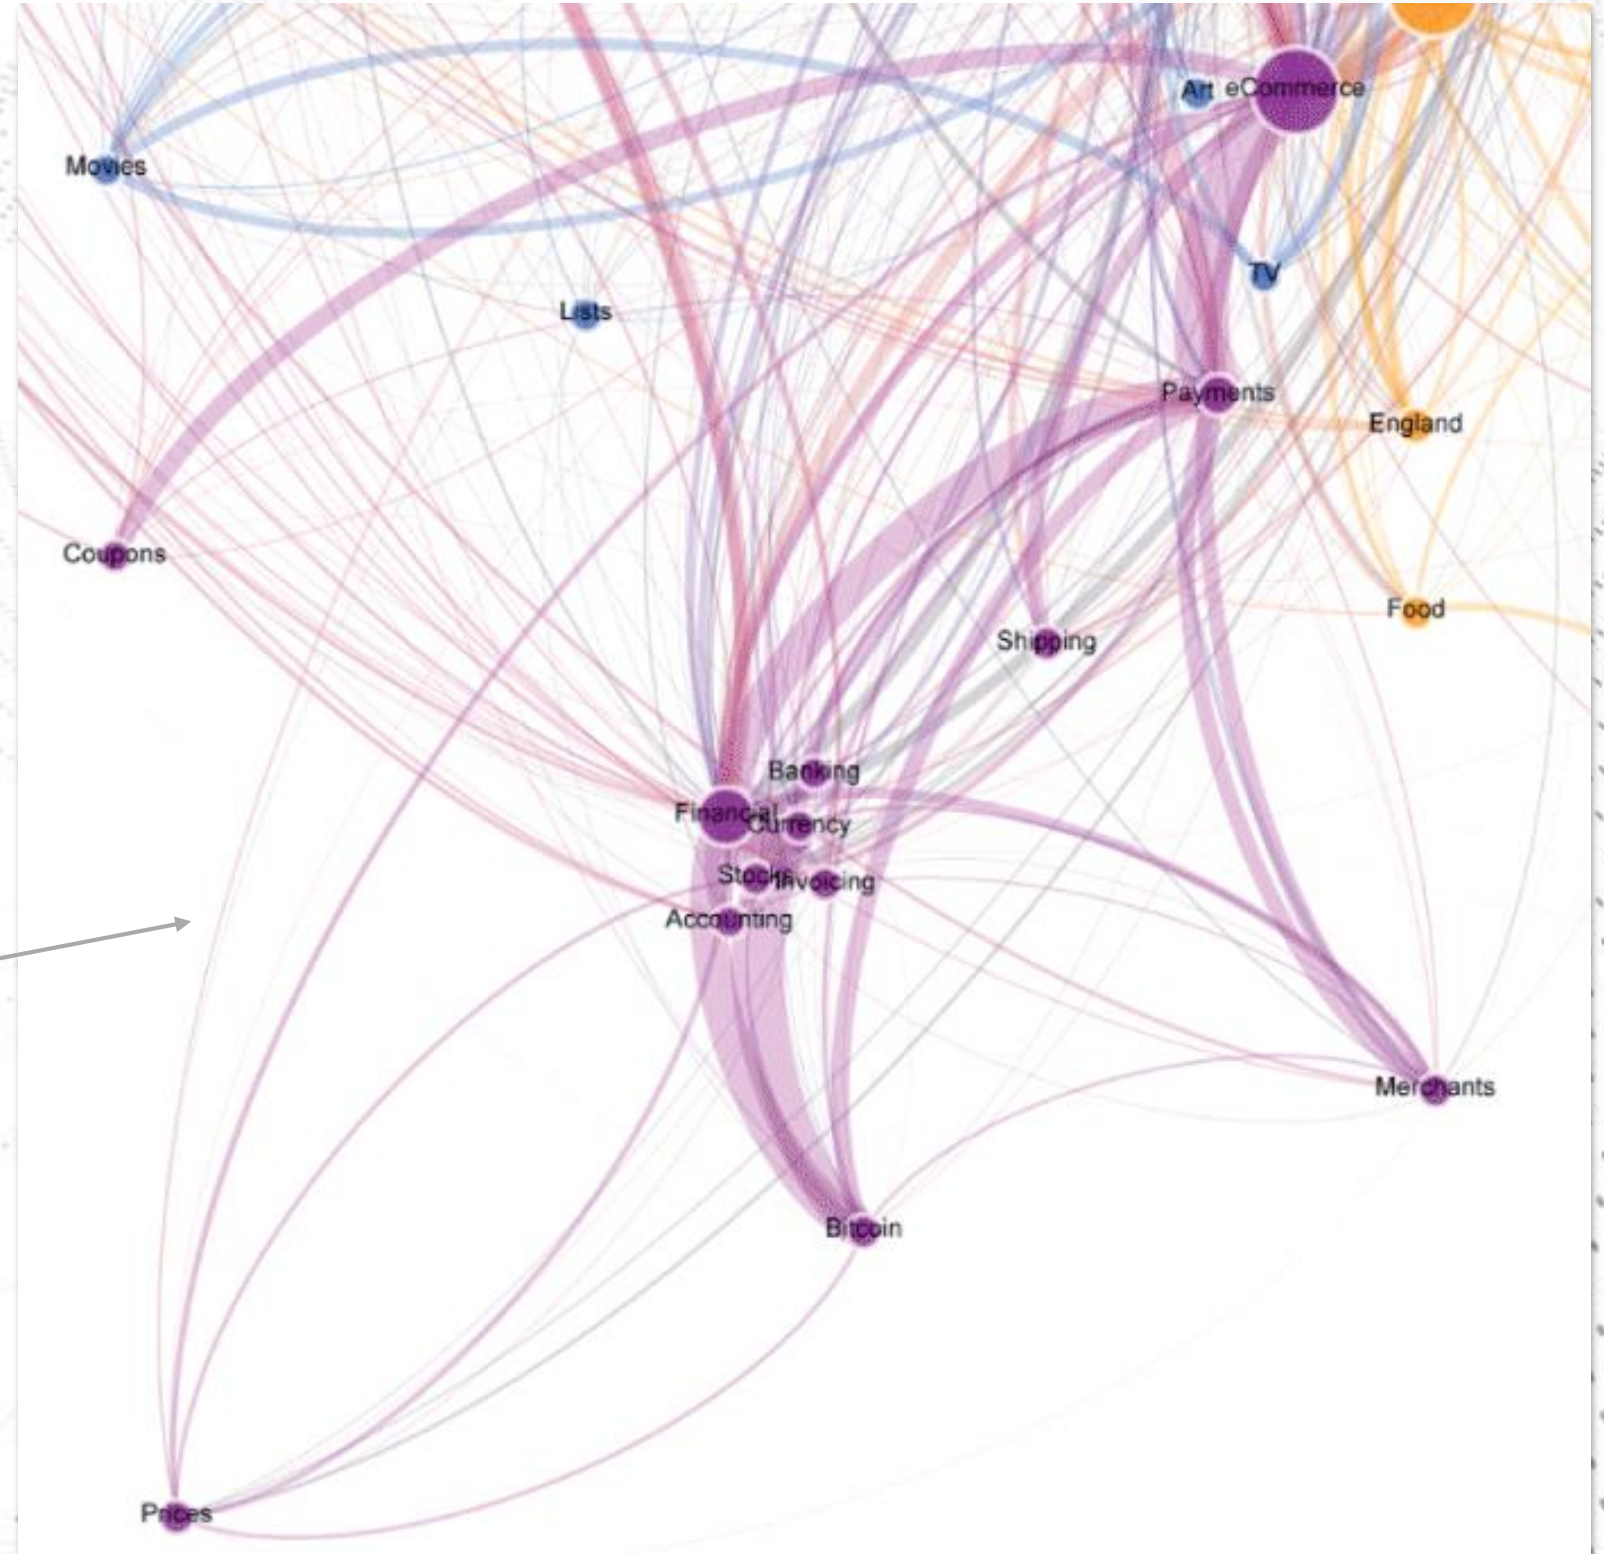 Art
eCommerce
Movies
TV
Lists
Payments
England
Coupons
Food
Shipping
Banking
Financial
Currency
Stocks
Invoicing
Accounting
Merchants
Bitcoin
Prices